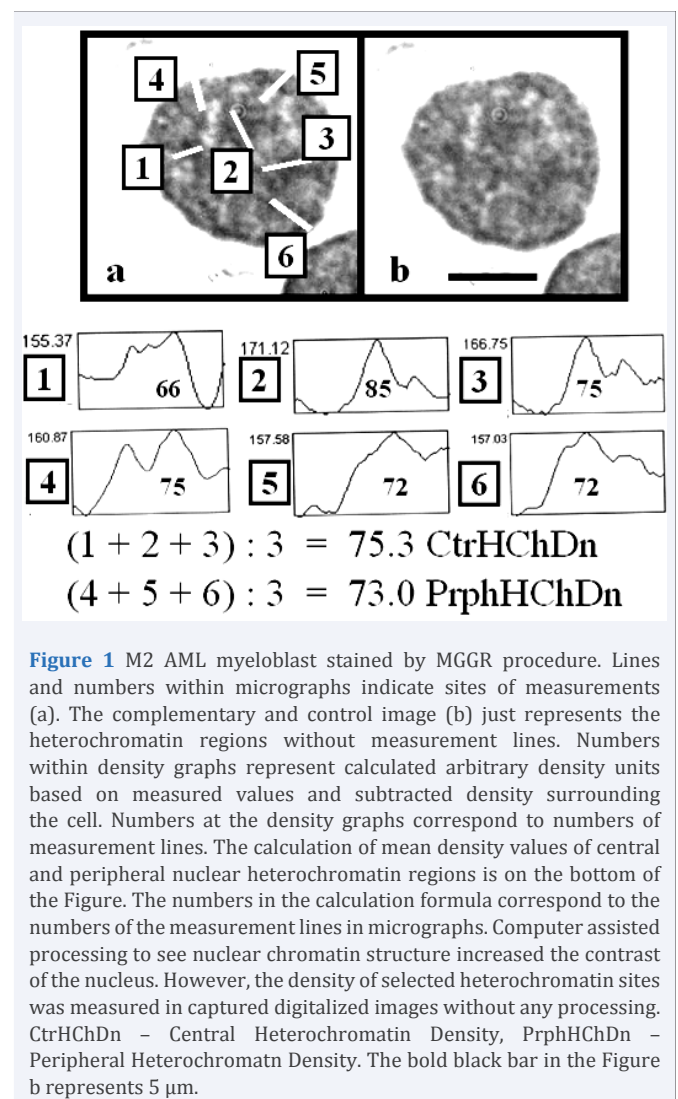 4
5
1
2
3
6
a
b
155.37
1
66
171.12
2
85
166.75
3
75
160.87
4
75
157.58
5
72
157.03
6
72
(1 + 2 + 3) : 3 = 75.3 CtrHChDn
(4 + 5 + 6) : 3 = 73.0 PrphHChDn
Figure 1 M2 AML myeloblast stained by MGGR procedure. Lines
and numbers within micrographs indicate sites of measurements
(a). The complementary and control image (b) just represents the
heterochromatin regions without measurement lines. Numbers
within density graphs represent calculated arbitrary density units
based on measured values and subtracted density surrounding
the cell. Numbers at the density graphs correspond to numbers of
measurement lines. The calculation of mean density values of central
and peripheral nuclear heterochromatin regions is on the bottom of
the Figure. The numbers in the calculation formula correspond to the
numbers of the measurement lines in micrographs. Computer assisted
processing to see nuclear chromatin structure increased the contrast
of the nucleus. However, the density of selected heterochromatin sites
was measured in captured digitalized images without any processing.
CtrHChDn – Central Heterochromatin Density, PrphHChDn –
Peripheral Heterochromatn Density. The bold black bar in the Figure
b represents 5 μm.